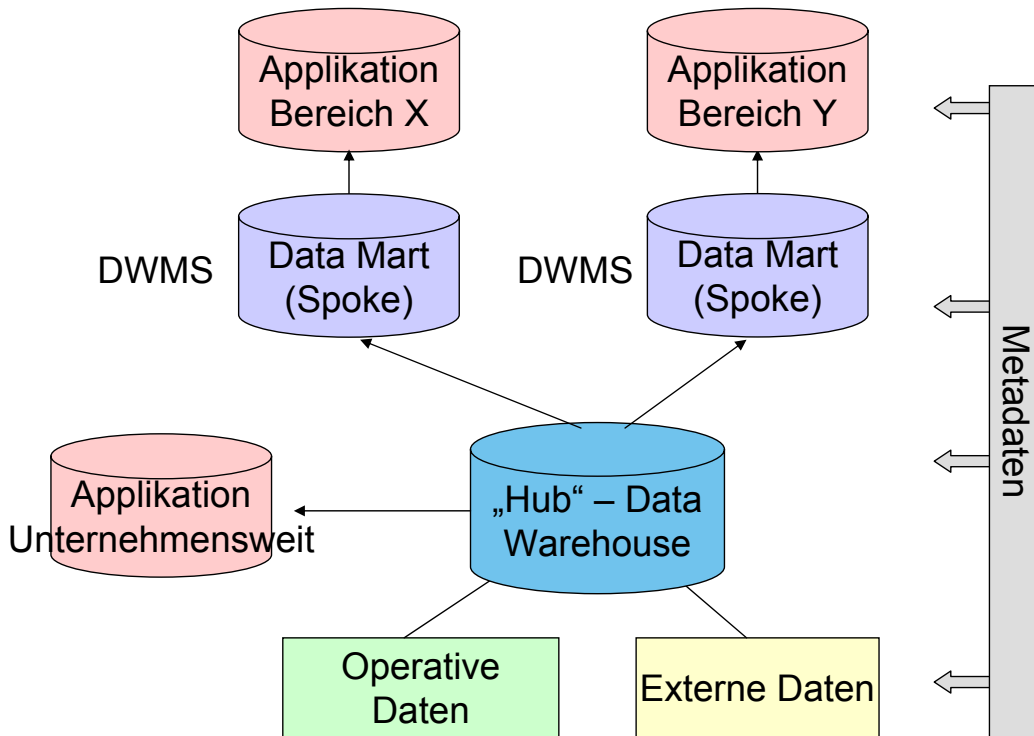 Applikation
Bereich X
Applikation
Bereich Y
DWMS
Data Mart
(Spoke)
DWMS
Data Mart
(Spoke)
Metadaten
Applikation
Unternehmensweit
„Hub“ – Data
Warehouse
Operative
Daten
Externe Daten